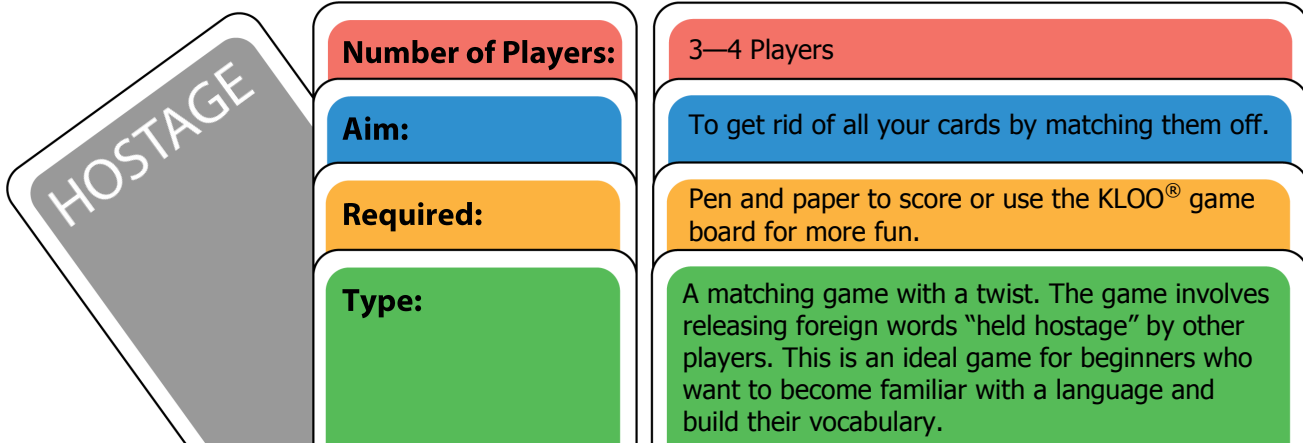 HOSTAGE
Number of Players:
3—4 Players
Aim:
To get rid of all your cards by matching them off.
Required:
Pen and paper to score or use the KLOO® game
board for more fun.
Type:
A matching game with a twist. The game involves
releasing foreign words “held hostage” by other
players. This is an ideal game for beginners who
want to become familiar with a language and
build their vocabulary.